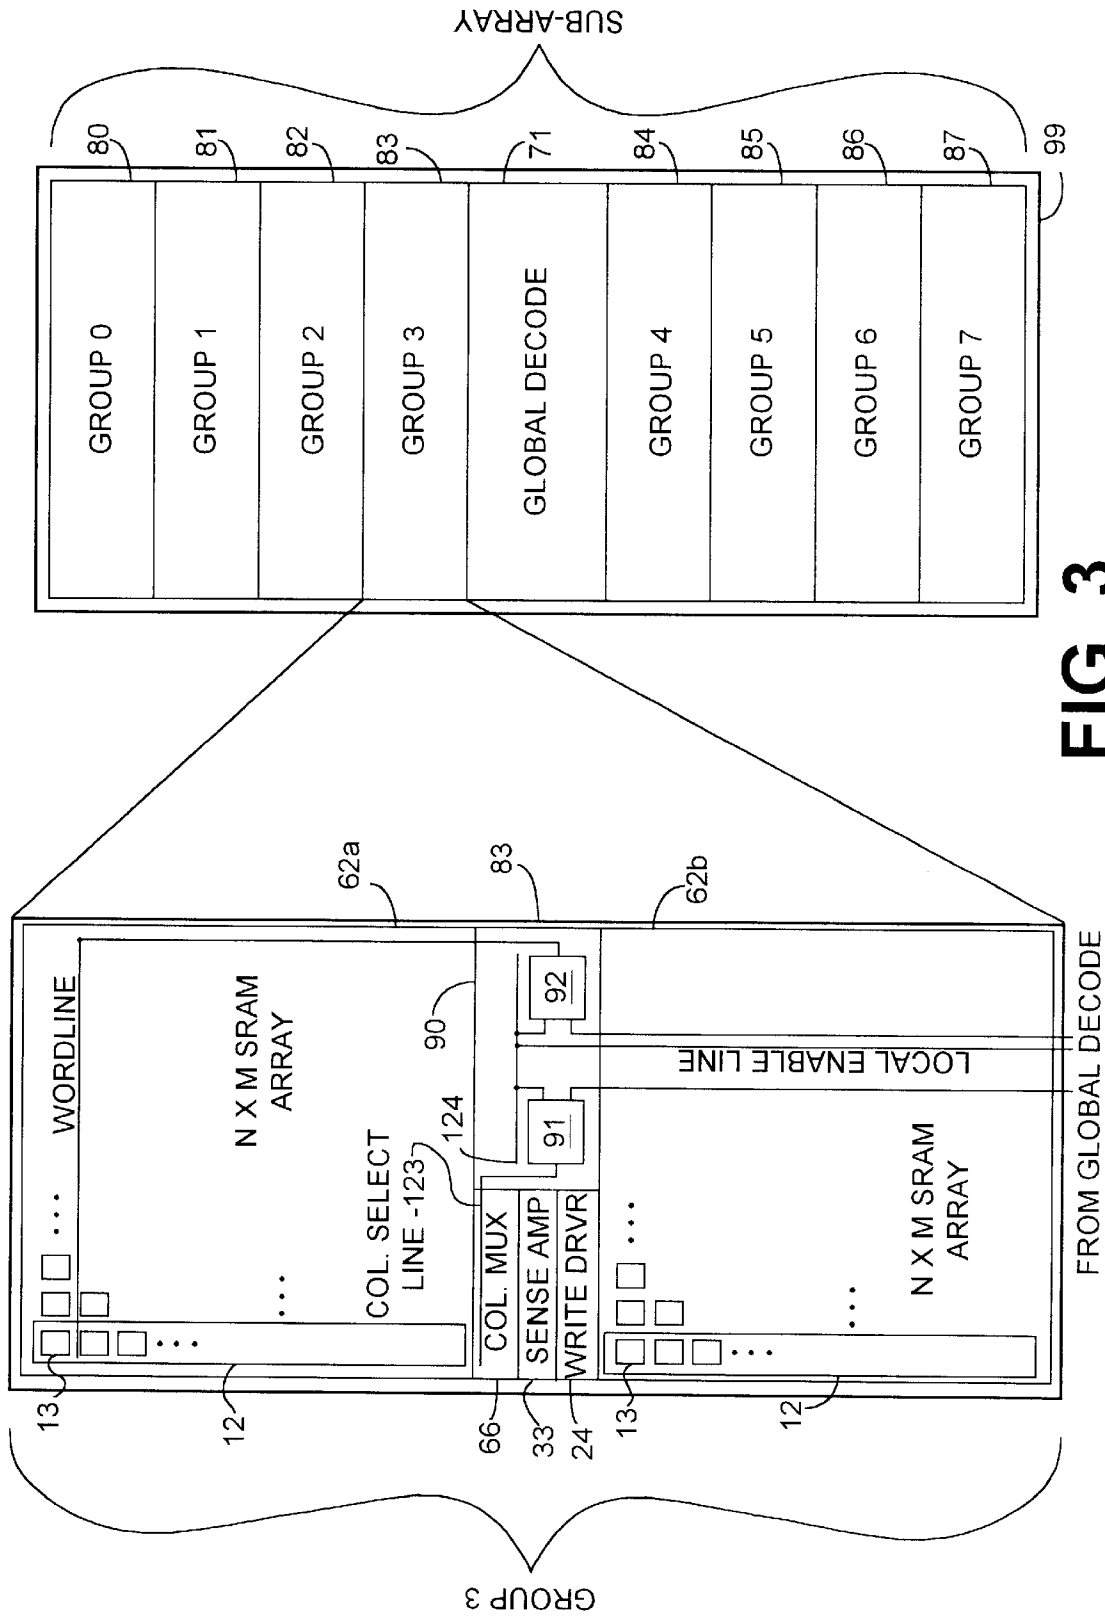 SUB-ARRAY
GROUP 0
80
GROUP 1
81
GROUP 2
82
GROUP 3
83
GLOBAL DECODE
71
GROUP 4
84
GROUP 5
85
GROUP 6
86
GROUP 7
87
99
FIG 3
GROUP 3
13
12
WORDLINE
. . .
N X M SRAM
ARRAY
. . .
. . .
62a
COL. SELECT
LINE -123
90
83
124
66
COL. MUX
33
SENSE AMP
24
WRITE DRVR
91
92
LOCAL ENABLE LINE
62b
13
12
. . .
. . .
. . .
N X M SRAM
ARRAY
FROM GLOBAL DECODE